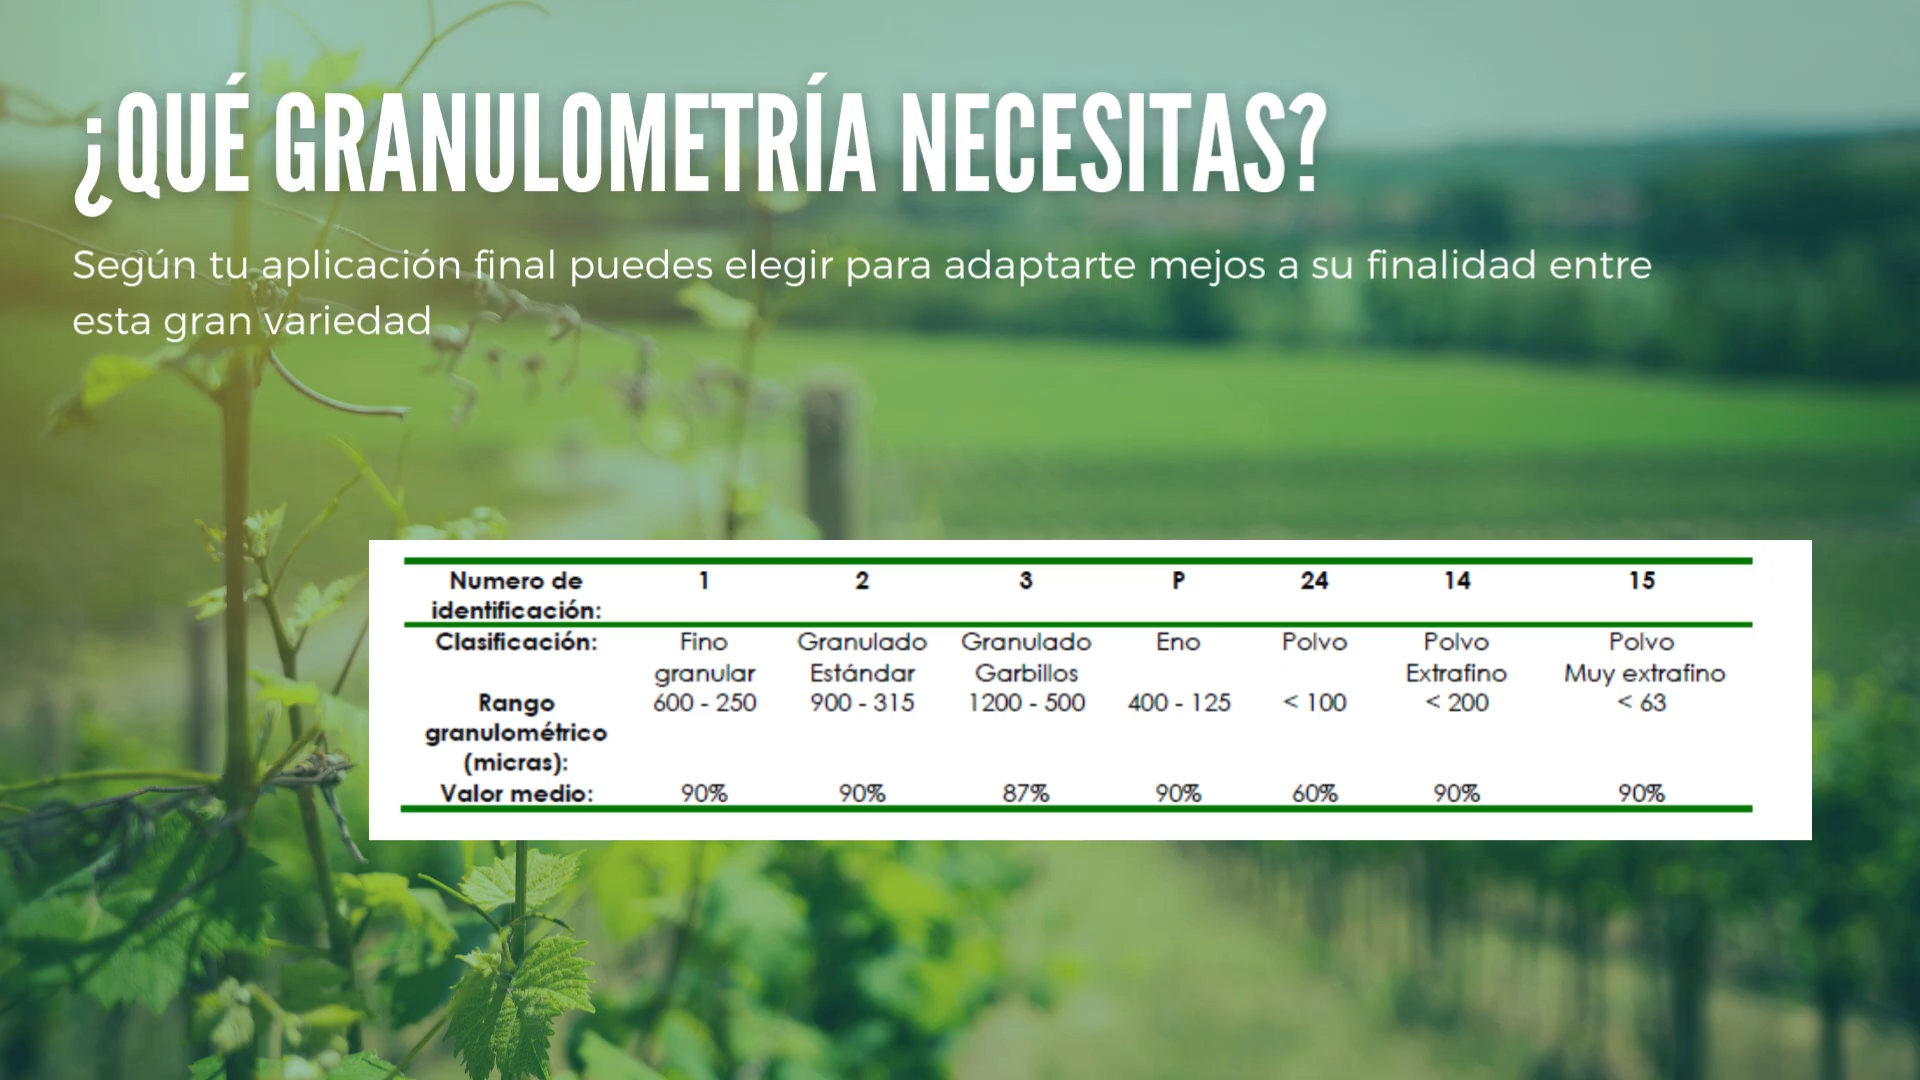 ¿QUÉ GRANULOMETRÍA NECESITAS?
Según tu aplicación final puedes elegir para adaptarte mejos a su finalidad entre
esta gran variedad
Numero de identificación: 1 2 3 P 24 14 15
Clasificación: Fino granular Granulado Estándar Granulado Garbillos Eno Polvo Polvo Extrafino Polvo Muy extrafino
Rango granulométrico (micras): 600 - 250 900 - 315 1200 - 500 400 - 125 < 100 < 200 < 63
Valor medio: 90% 90% 87% 90% 60% 90% 90%